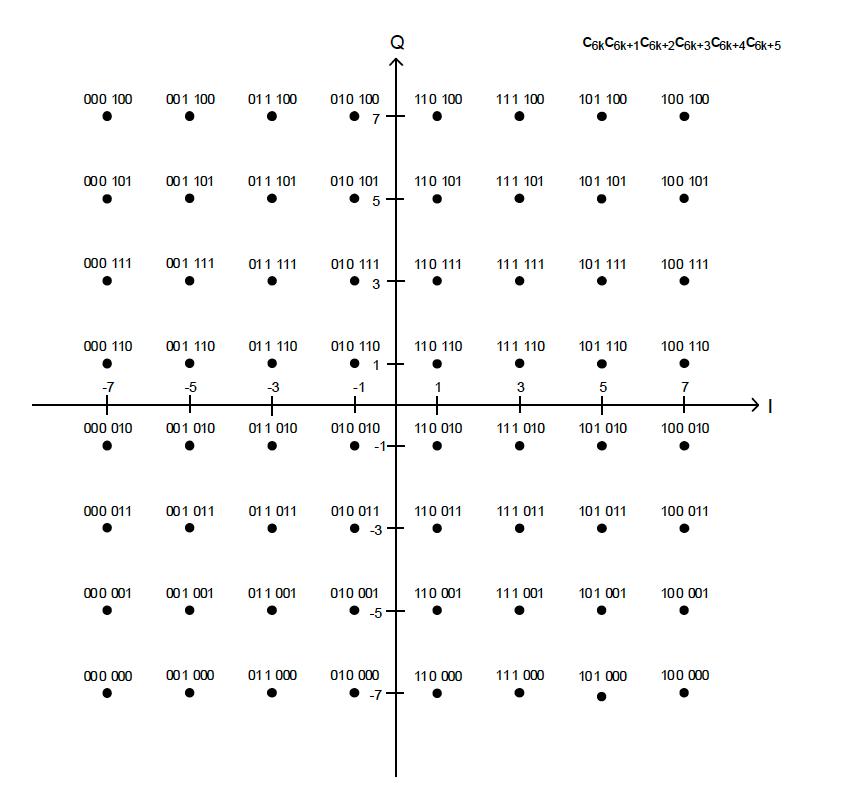 Q
C6kC6k+1C6k+2C6k+3C6k+4C6k+5
000 100 001 100 011 100 010 100 110 100 111 100 101 100 100 100
7
000 101 001 101 011 101 010 101 110 101 111 101 101 101 100 101
5
000 111 001 111 011 111 010 111 110 111 111 111 101 111 100 111
3
000 110 001 110 011 110 010 110 110 110 111 110 101 110 100 110
1
-7 -5 -3 -1 1 3 5 7
I
000 010 001 010 011 010 010 010 110 010 111 010 101 010 100 010
-1
000 011 001 011 011 011 010 011 110 011 111 011 101 011 100 011
-3
000 001 001 001 011 001 010 001 110 001 111 001 101 001 100 001
-5
000 000 001 000 011 000 010 000 110 000 111 000 101 000 100 000
-7